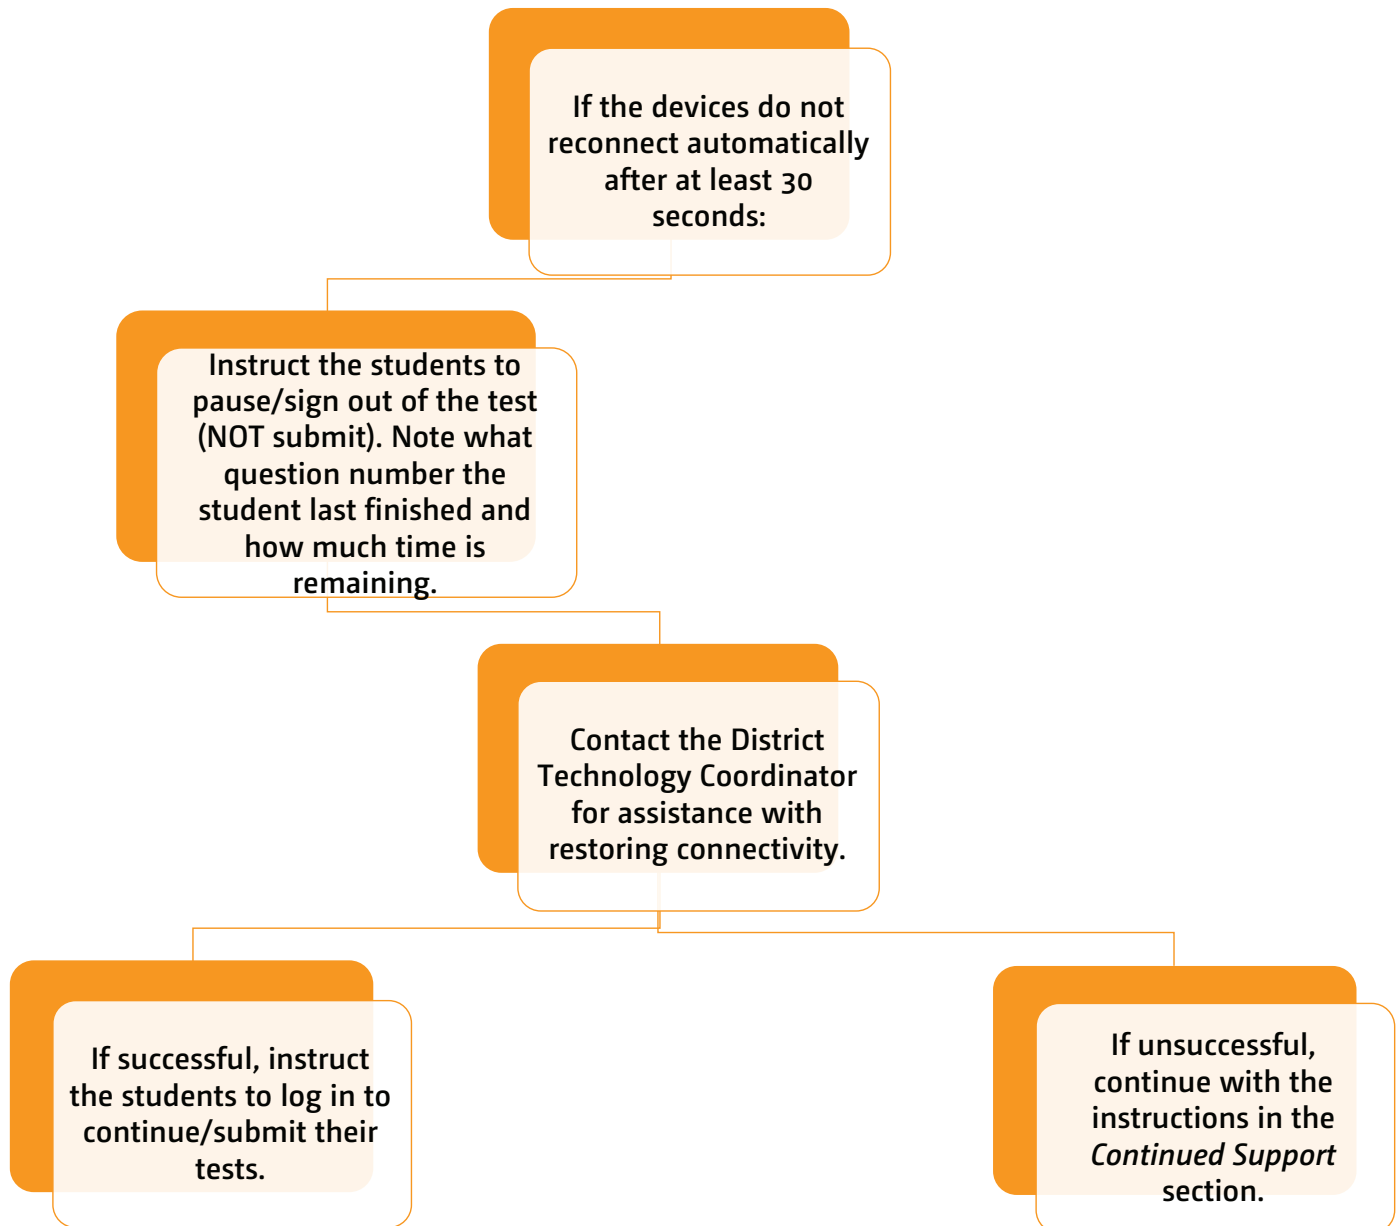 If the devices do not
reconnect automatically
after at least 30
seconds:
Instruct the students to
pause/sign out of the test
(NOT submit). Note what
question number the
student last finished and
how much time is
remaining.
Contact the District
Technology Coordinator
for assistance with
restoring connectivity.
If successful, instruct
the students to log in to
continue/submit their
tests.
If unsuccessful,
continue with the
instructions in the
Continued Support
section.